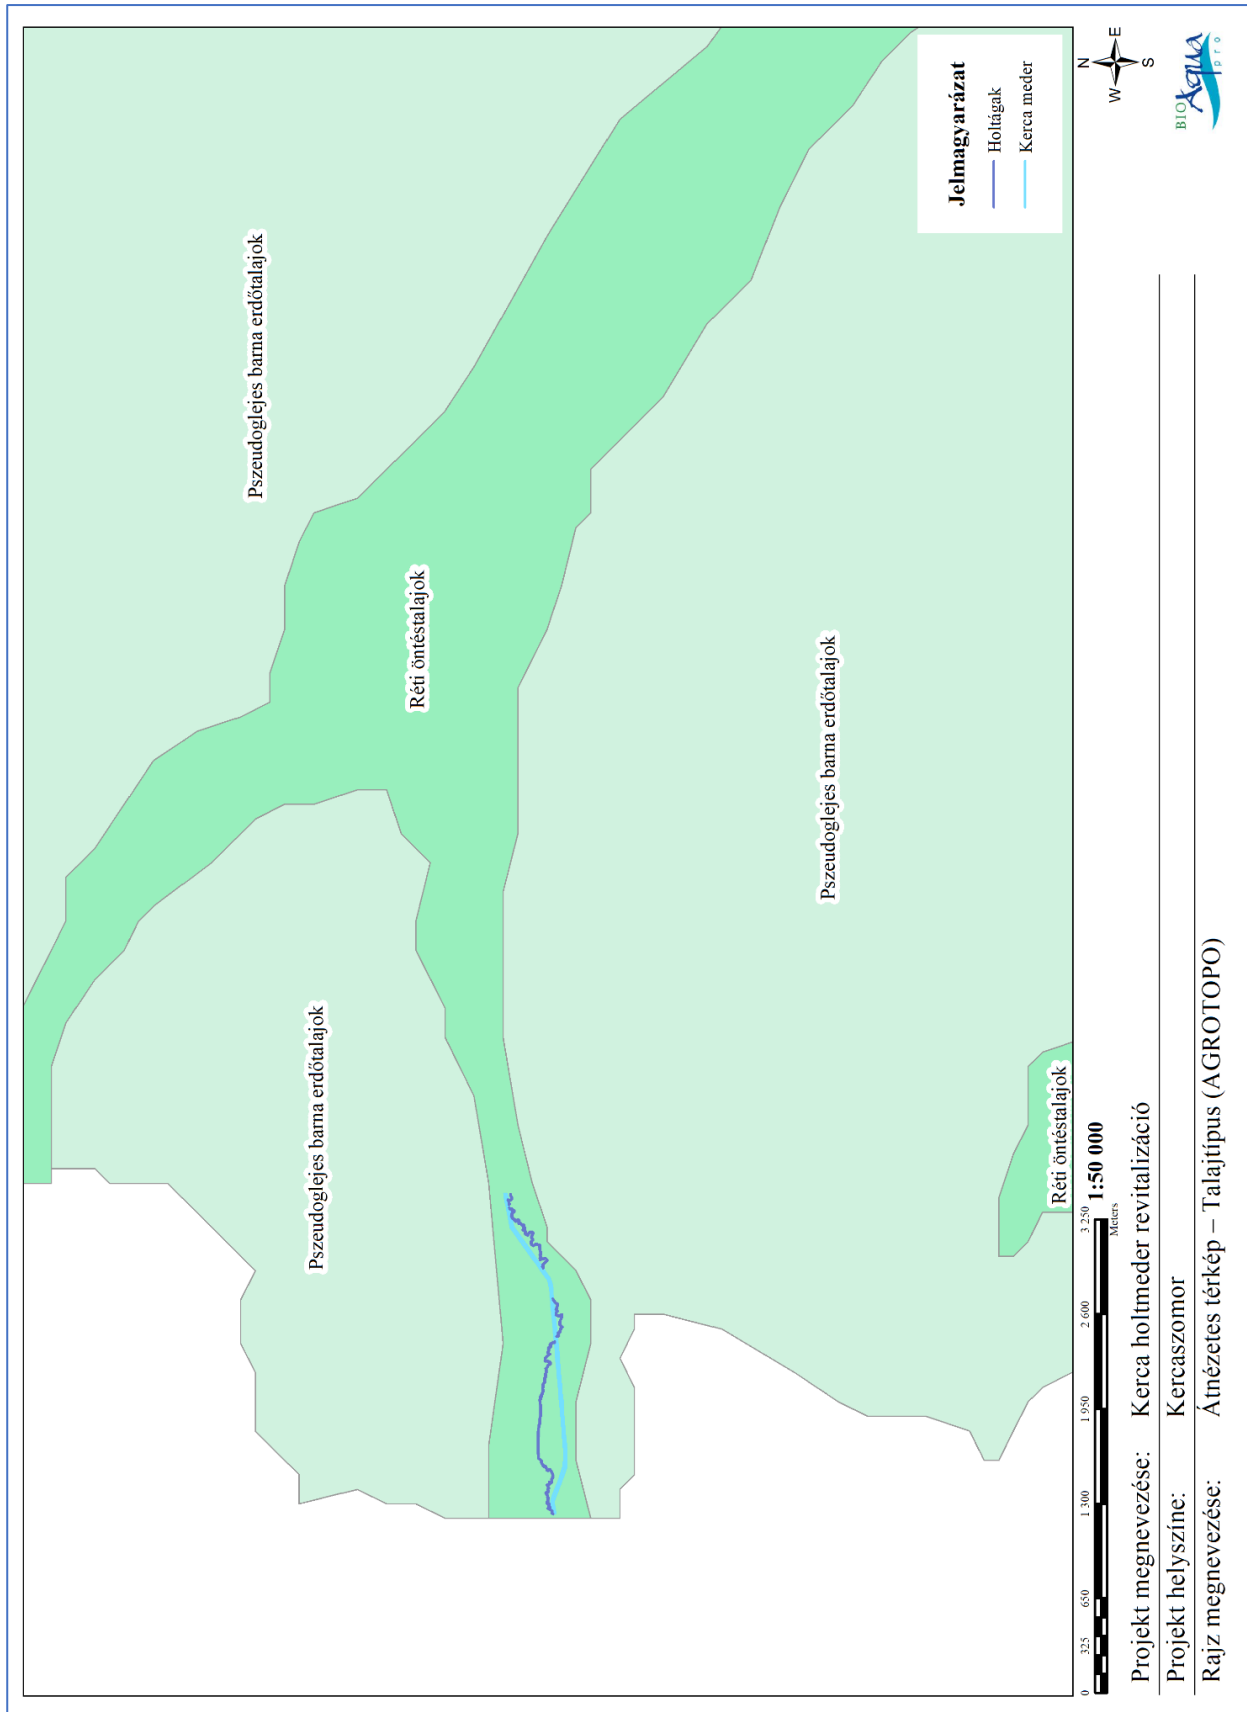 Pszeudoglejes barna erdőtalajok
Pszeudoglejes barna erdőtalajok
Réti öntéstalajok
Pszeudoglejes barna erdőtalajok
Réti öntéstalajok
Jelmagyarázat
Holtágak
Kerca meder
N
W E
S
0 325 650 1 300 1 950 2 600 3 250
Meters
1:50 000
Projekt megnevezése: Kerca holtmeder revitalizáció
Projekt helyszíne: Kercaszomor
Rajz megnevezése: Átnézetes térkép – Talajtípus (AGROTOPO)
BIO
Aqua
pro